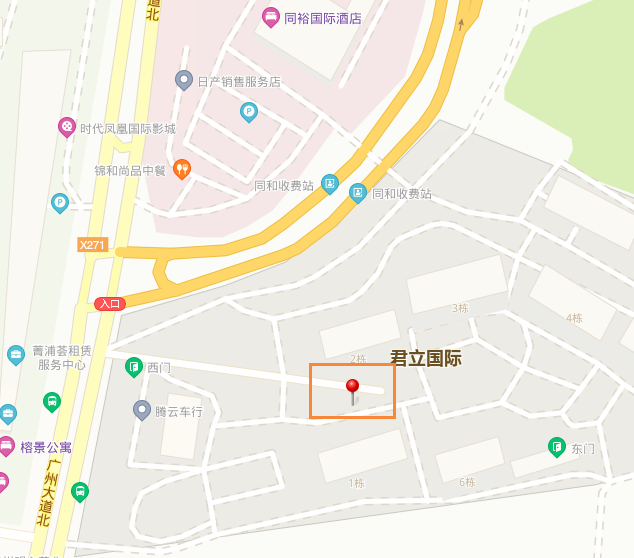 道北
同裕国际酒店
日产销售服务店
P
时代凤凰国际影城
锦和尚品中餐
同和收费站
同和收费站
P
X271
入口
3栋
4栋
2栋
君立国际
菁浦荟租赁
服务中心
西门
腾云车行
榕景公寓
东门
广州大道北
1栋
6栋